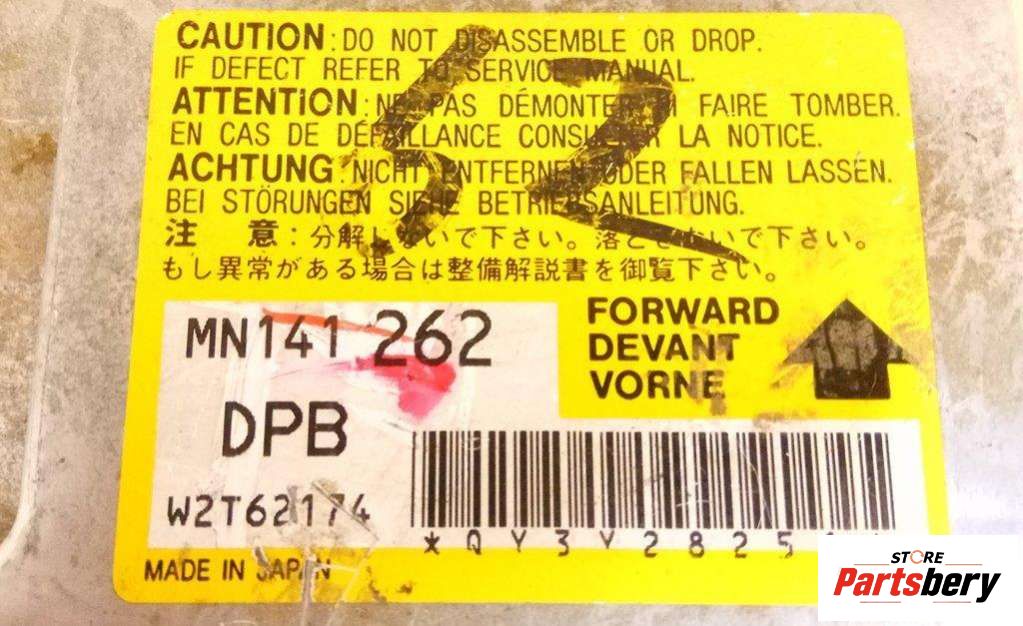 CAUTION: DO NOT DISASSEMBLE OR DROP.
IF DEFECT REFER TO SERVICE MANUAL.
ATTENTION: NE PAS DÉMONTER NI FAIRE TOMBER.
EN CAS DE DÉFAILLANCE CONSULTER LA NOTICE.
ACHTUNG: NICHT ENTFERNEN ODER FALLEN LASSEN.
BEI STÖRUNGEN SIEHE BETRIEBSANLEITUNG.
注 意:分解しないで下さい。落とさないで下さい。
もし異常がある場合は整備解説書を御覧下さい。
52
MN141 262
DPB
W2T62174
FORWARD
DEVANT
VORNE
*QY3Y2825
MADE IN JAPAN
STORE
Partsbery